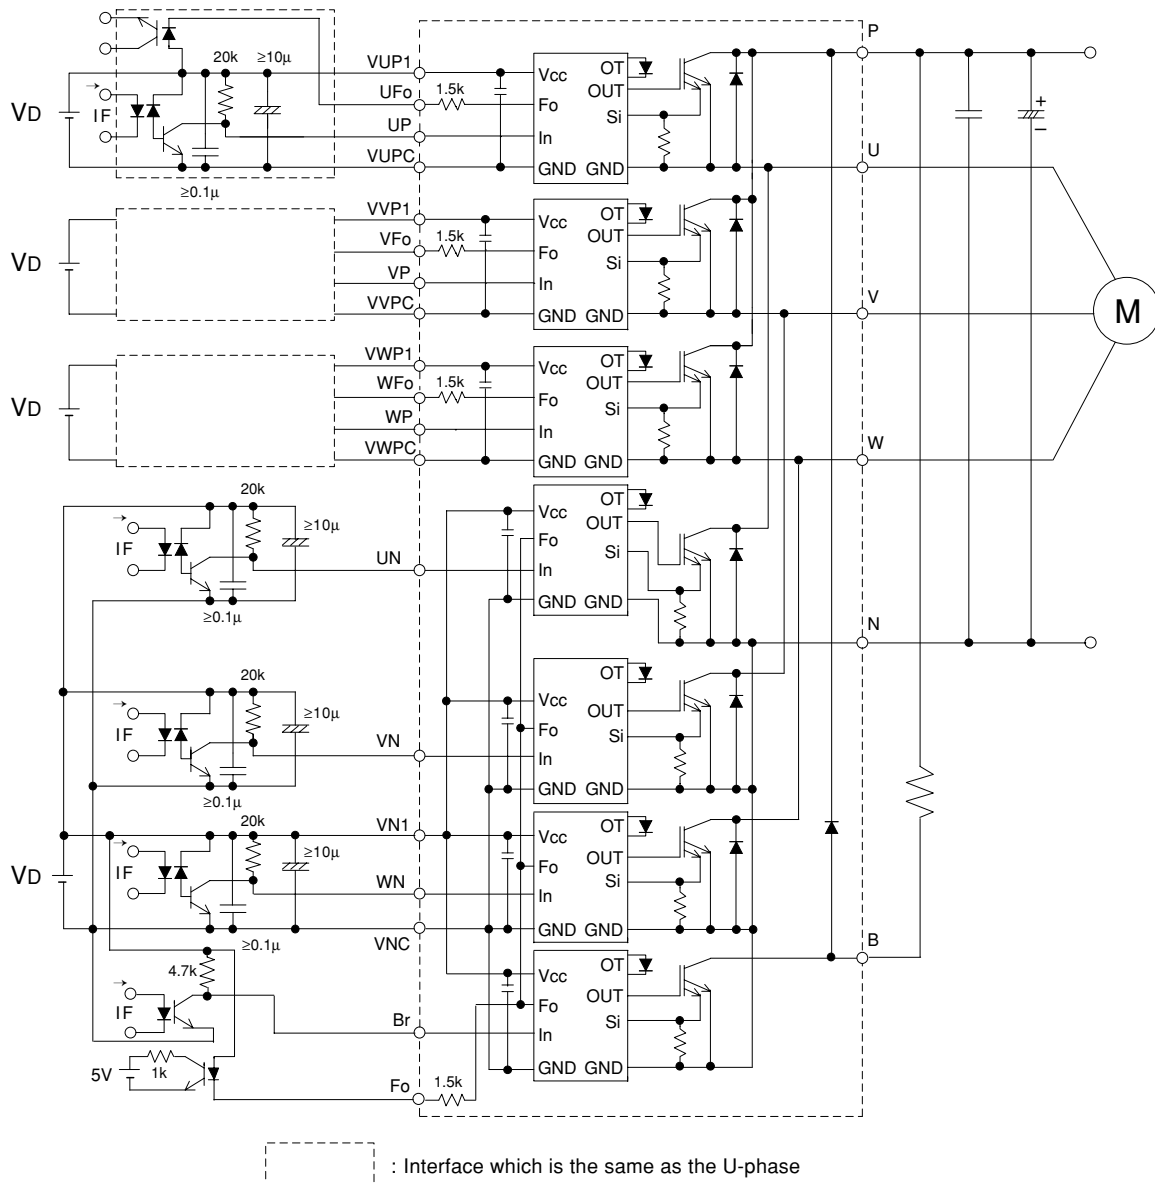 P
20k
≥10µ
VUP1
Vcc
OT
OUT
UFo
1.5k
Fo
Si
+
–
VD
IF
UP
In
VUPC
GND GND
U
≥0.1µ
VVP1
Vcc
OT
OUT
VFo
1.5k
Fo
Si
VD
VP
In
VVPC
GND GND
V
M
VWP1
Vcc
OT
OUT
WFo
1.5k
Fo
Si
VD
WP
In
VWPC
GND GND
W
20k
≥10µ
IF
Vcc
OT
OUT
Fo
Si
UN
In
GND GND
≥0.1µ
N
20k
≥10µ
IF
Vcc
OT
OUT
Fo
Si
VN
In
GND GND
≥0.1µ
20k
≥10µ
VN1
Vcc
OT
OUT
VD
IF
Fo
Si
WN
In
GND GND
≥0.1µ
VNC
B
4.7k
Vcc
OT
OUT
IF
Fo
Si
Br
In
GND GND
5V
1k
Fo
1.5k
: Interface which is the same as the U-phase